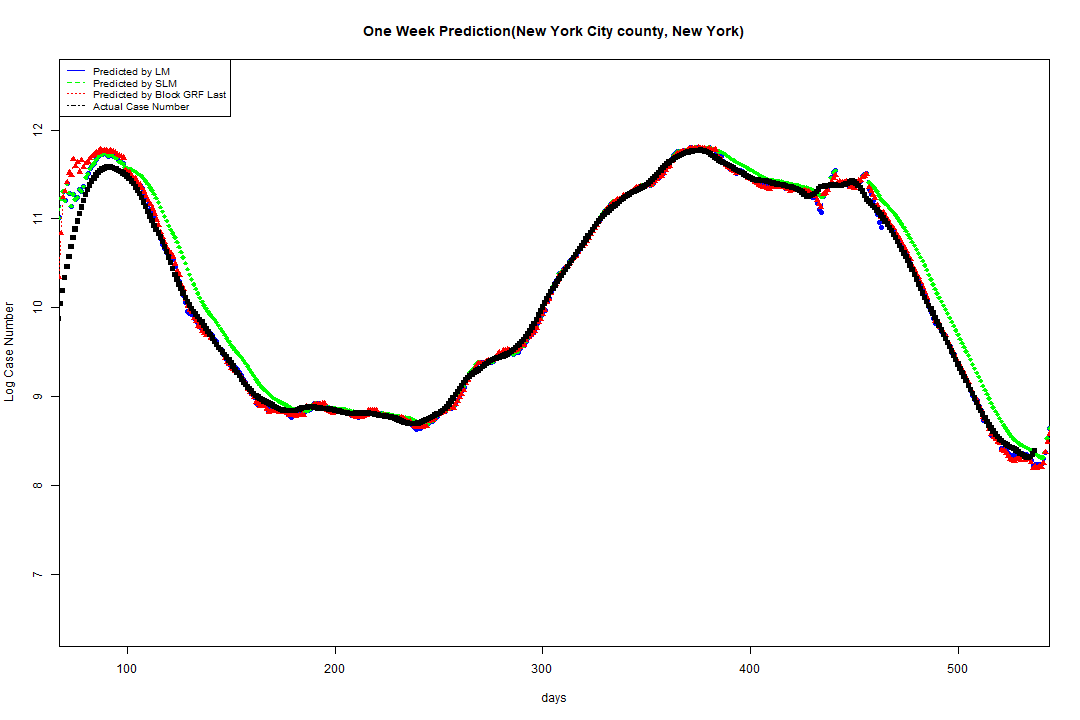 One Week Prediction(New York City county, New York)
Predicted by LM
Predicted by SLM
Predicted by Block GRF Last
Actual Case Number
Log Case Number
12
11
10
9
8
7
100 200 300 400 500
days